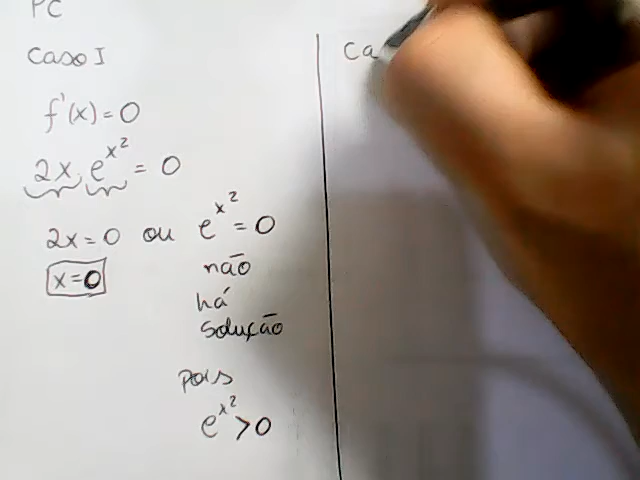 PC
Caso I
f'(x) = 0
2x . e^x² = 0
2x = 0 ou e^x² = 0
x = 0
não
há
solução
pois
e^x² > 0
Ca